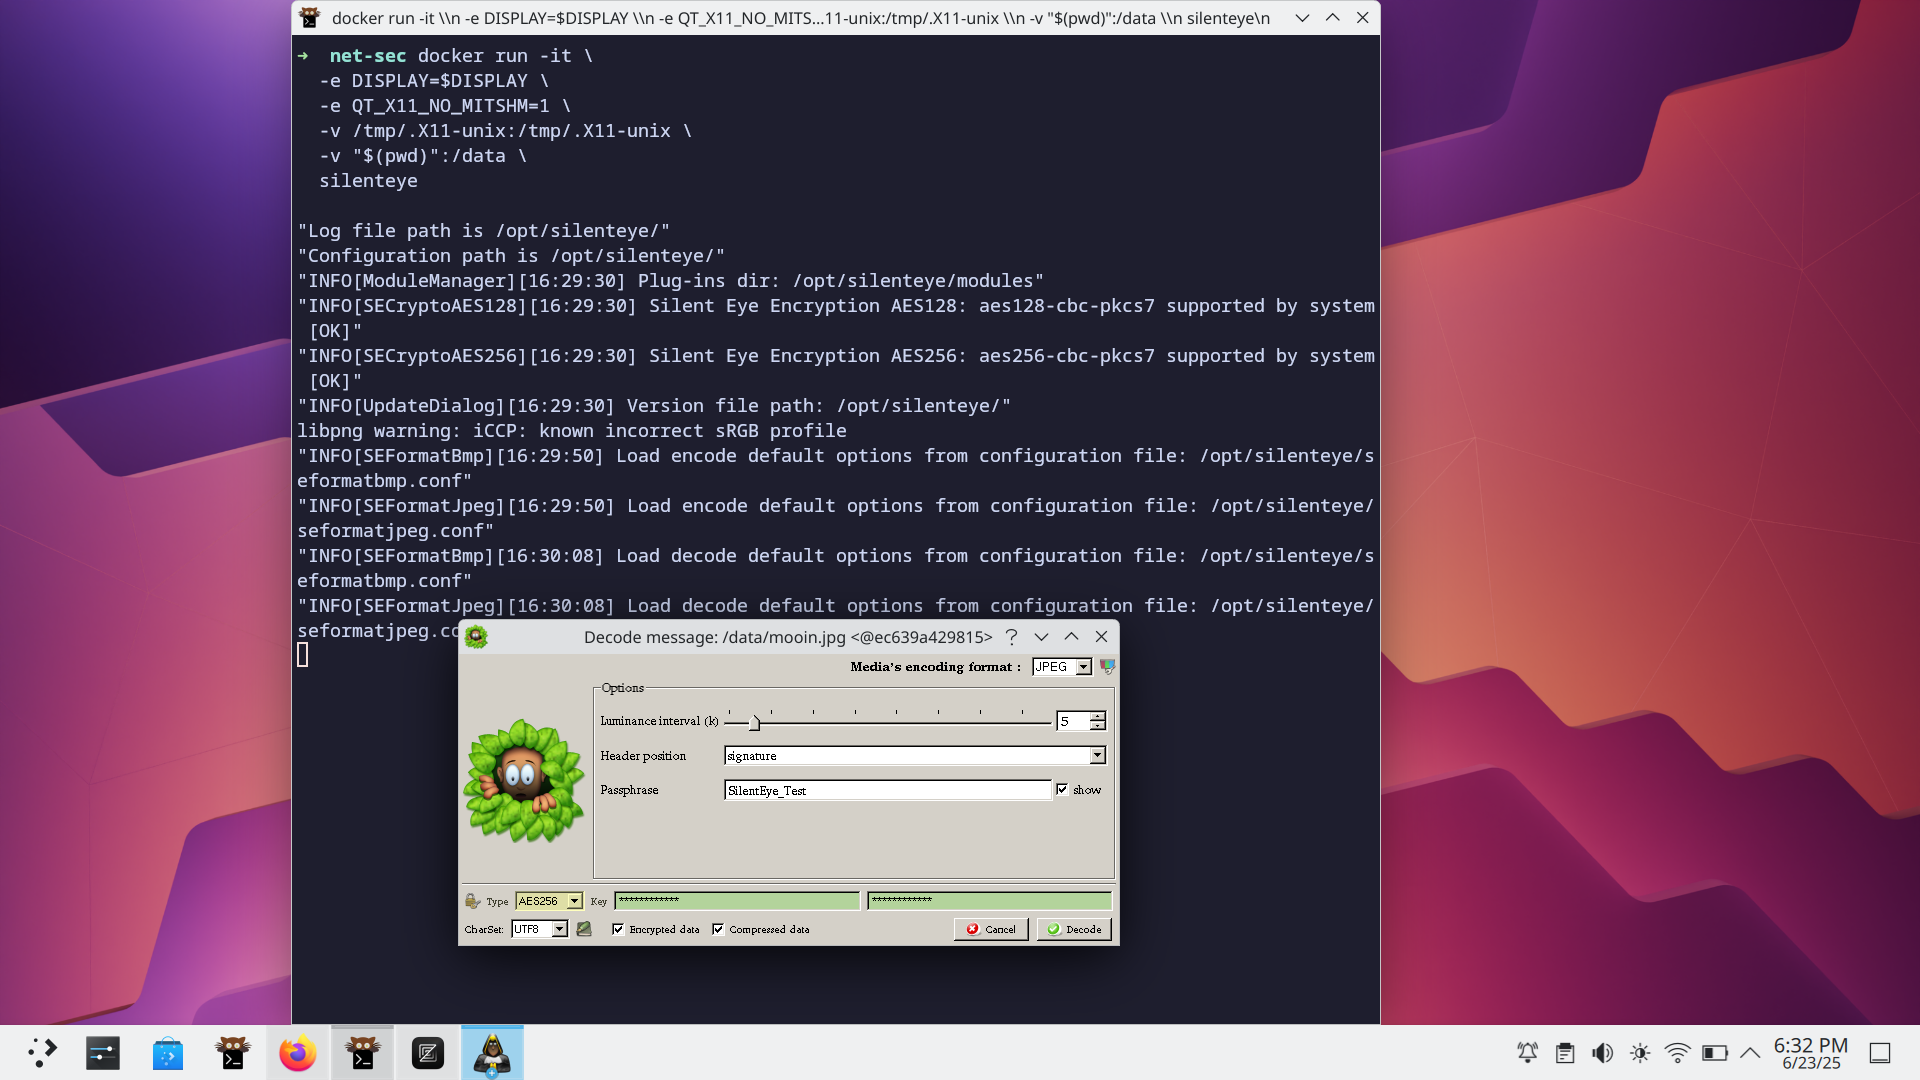 docker run -it \\n -e DISPLAY=$DISPLAY \\n -e QT_X11_NO_MITS...11-unix:/tmp/.X11-unix \\n -v "$(pwd)":/data \\n silenteye\n
➜ net-sec docker run -it \
-e DISPLAY=$DISPLAY \
-e QT_X11_NO_MITSHM=1 \
-v /tmp/.X11-unix:/tmp/.X11-unix \
-v "$(pwd)":/data \
silenteye
"Log file path is /opt/silenteye/"
"Configuration path is /opt/silenteye/"
"INFO[ModuleManager][16:29:30] Plug-ins dir: /opt/silenteye/modules"
"INFO[SECryptoAES128][16:29:30] Silent Eye Encryption AES128: aes128-cbc-pkcs7 supported by system
[OK]"
"INFO[SECryptoAES256][16:29:30] Silent Eye Encryption AES256: aes256-cbc-pkcs7 supported by system
[OK]"
"INFO[UpdateDialog][16:29:30] Version file path: /opt/silenteye/"
libpng warning: iCCP: known incorrect sRGB profile
"INFO[SEFormatBmp][16:29:50] Load encode default options from configuration file: /opt/silenteye/s
eformatbmp.conf"
"INFO[SEFormatJpeg][16:29:50] Load encode default options from configuration file: /opt/silenteye/
seformatjpeg.conf"
"INFO[SEFormatBmp][16:30:08] Load decode default options from configuration file: /opt/silenteye/s
eformatbmp.conf"
"INFO[SEFormatJpeg][16:30:08] Load decode default options from configuration file: /opt/silenteye/
seformatjpeg.co
Decode message: /data/mooin.jpg <@ec639a429815>
Media's encoding format : JPEG
Options
Luminance interval (k) 5
Header position signature
Passphrase SilentEye_Test show
Type AES256 Key ************ ************
CharSet: UTF8 Encrypted data Compressed data Cancel Decode
6:32 PM
6/23/25